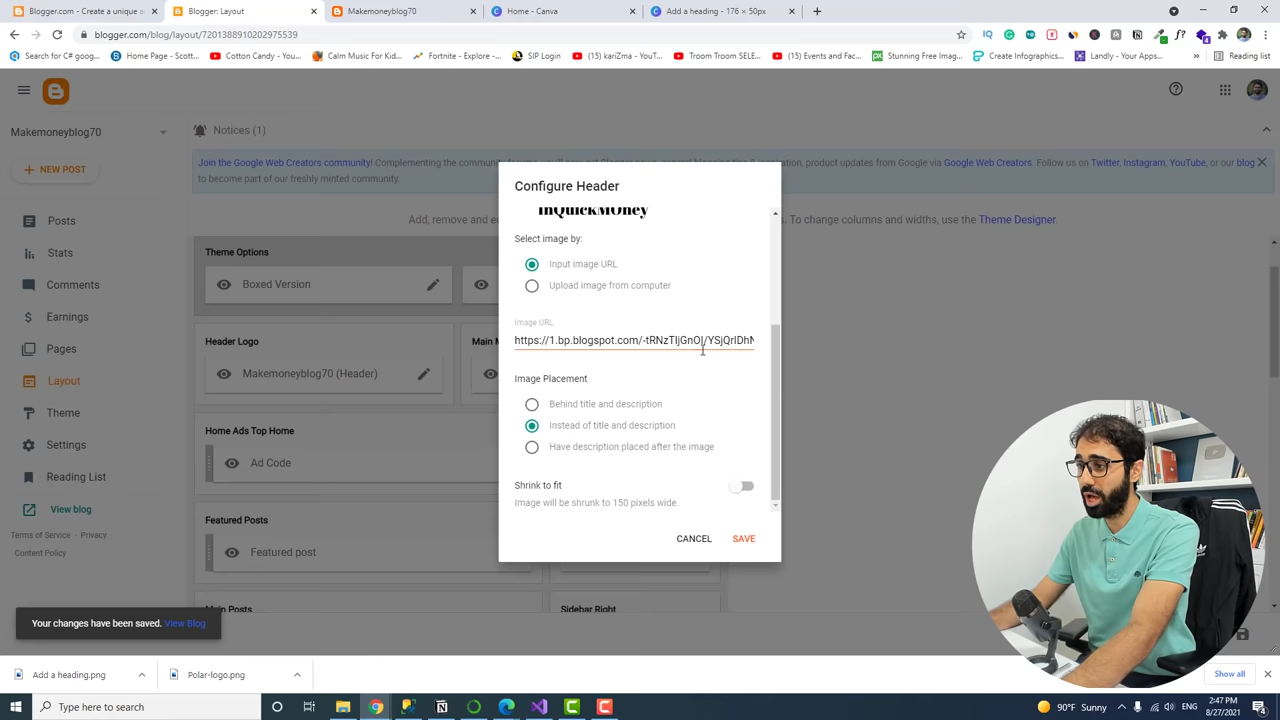 Blogger.com: Create a unique a
Blogger: Layout
Makemoneyblog70
Home - Canva
Add a heading - 176 × 50px
blogger.com/blog/layout/7201388910202975539
Search for C# goog...
Home Page - Scott...
Cotton Candy - You...
Calm Music For Kid...
Fortnite - Explore -...
SIP Login
(15) kariZma - YouT...
Troom Troom SELE...
(15) Events and Fac...
Stunning Free Imag...
Create Infographics...
Landly - Your Apps...
Reading list
Makemoneyblog70
Notices (1)
NEW POST
Join the Google Web Creators community!
Google Web Creators. Follow us on Twitter, Instagram, YouTube, or our blog
to become part of our freshly minted community.
Add, remove and e
To change columns and widths, use the Theme Designer.
Posts
Stats
Comments
Earnings
Pages
Layout
Theme
Settings
Reading List
View blog
Terms of Service · Privacy
Content Policy
Theme Options
Boxed Version
Header Logo
Main M
Makemoneyblog70 (Header)
Home Ads Top Home
Ad Code
Featured Posts
Featured post
Main Posts
Sidebar Right
Configure Header
InQuickMoney
Select image by:
Input image URL
Upload image from computer
Image URL
https://1.bp.blogspot.com/-tRNzTIjGnOI/YSjQrIDhN
Image Placement
Behind title and description
Instead of title and description
Have description placed after the image
Shrink to fit
Image will be shrunk to 150 pixels wide.
CANCEL
SAVE
Your changes have been saved. View Blog
Add a heading.png
Polar-logo.png
Show all
Type here to search
90°F Sunny
ENG
2:47 PM
8/27/2021